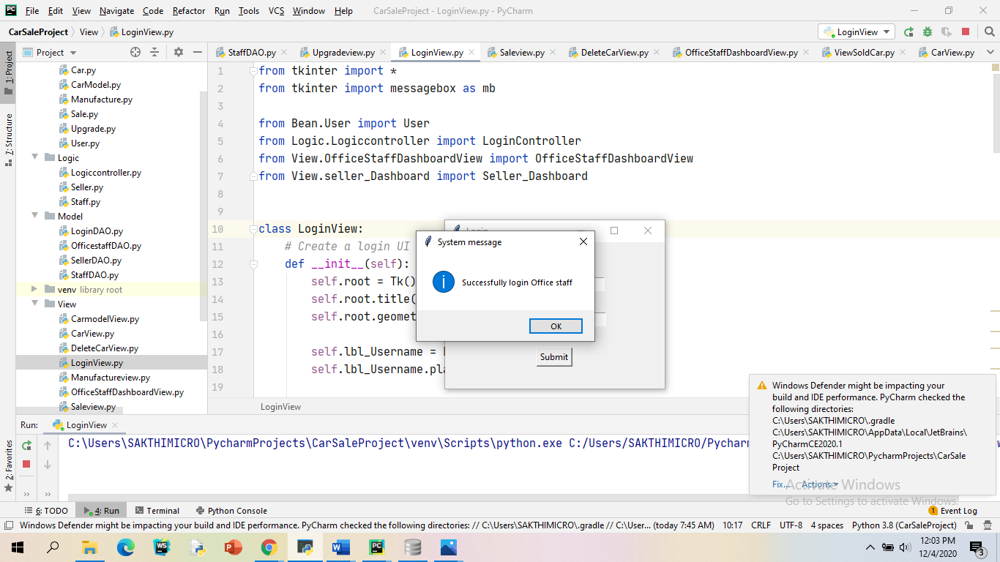 PC File Edit View Navigate Code Refactor Run Tools VCS Window Help CarSaleProject - LoginView.py - PyCharm
CarSaleProject View LoginView.py LoginView
1: Project
Project
StaffDAO.py Upgradeview.py LoginView.py Saleview.py DeleteCarView.py OfficeStaffDashboardView.py ViewSoldCar.py CarView.py
Car.py
CarModel.py
Manufacture.py
Sale.py
Upgrade.py
User.py
Logic
Logiccontroller.py
Seller.py
Staff.py
Model
LoginDAO.py
OfficestaffDAO.py
SellerDAO.py
StaffDAO.py
venv library root
View
CarmodelView.py
CarView.py
DeleteCarView.py
LoginView.py
Manufactureview.py
OfficeStaffDashboardView.py
Saleview.py
7: Structure
2: Favorites
1 from tkinter import *
2 from tkinter import messagebox as mb
3
4 from Bean.User import User
5 from Logic.Logiccontroller import LoginController
6 from View.OfficeStaffDashboardView import OfficeStaffDashboardView
7 from View.seller_Dashboard import Seller_Dashboard
8
9
10 class LoginView:
11 # Create a login UI
12 def __init__(self):
13 self.root = Tk()
14 self.root.title(
15 self.root.geomet
16
17 self.lbl_Username =
18 self.lbl_Username.pla
19
LoginView
Login
System message
Successfully login Office staff
OK
Submit
Windows Defender might be impacting your
build and IDE performance. PyCharm checked the
following directories:
C:\Users\SAKTHIMICRO\.gradle
C:\Users\SAKTHIMICRO\AppData\Local\JetBrains\
PyCharmCE2020.1
C:\Users\SAKTHIMICRO\PycharmProjects\CarSale
Project
Fix... Actions
Activate Windows
Go to Settings to activate Windows.
Run: LoginView
C:\Users\SAKTHIMICRO\PycharmProjects\CarSaleProject\venv\Scripts\python.exe C:/Users/SAKTHIMICRO/Pycharm
6: TODO 4: Run Terminal Python Console 1 Event Log
Windows Defender might be impacting your build and IDE performance. PyCharm checked the following directories: // C:\Users\SAKTHIMICRO\.gradle // C:\User... (today 7:45 AM) 10:17 CRLF UTF-8 4 spaces Python 3.8 (CarSaleProject)
WS P W PC
12:03 PM
12/4/2020
3